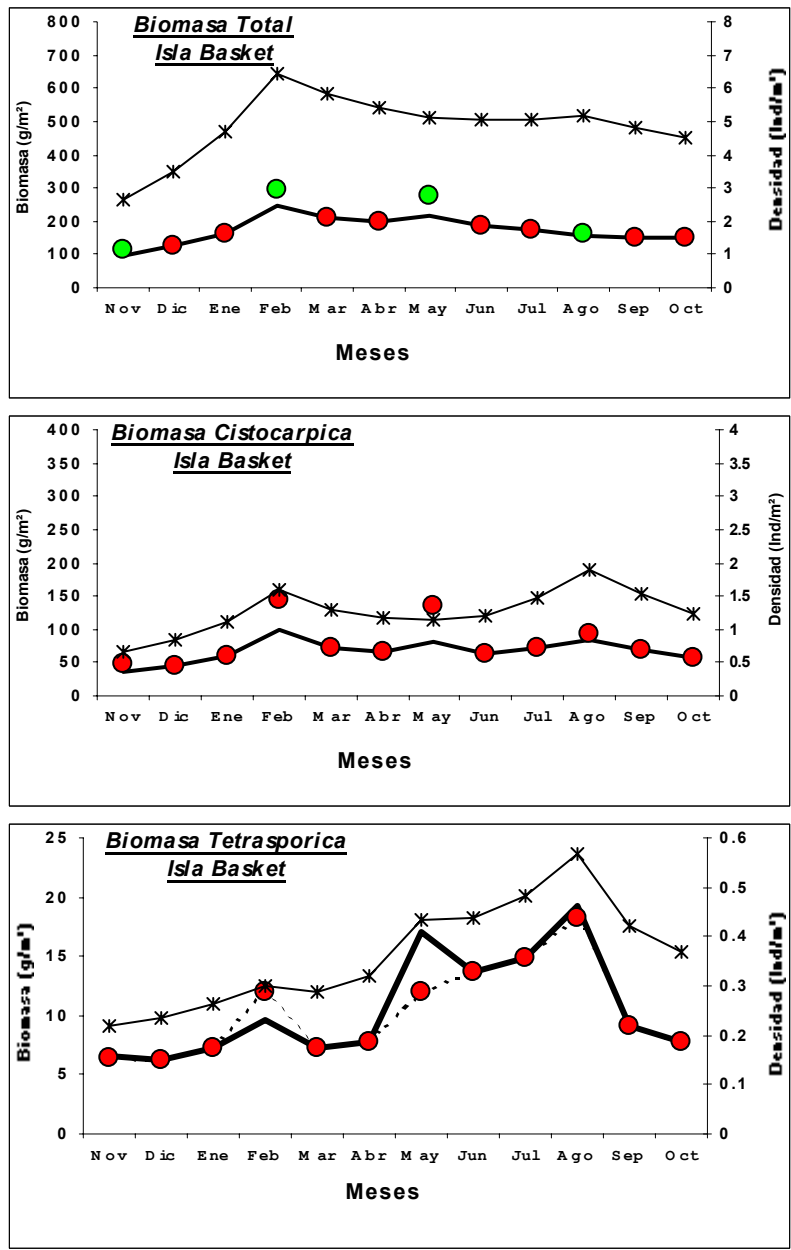 Biomasa Total
Isla Basket
Biomasa (g/m²)
800
700
600
500
400
300
200
100
0
8
7
6
5
4
3
2
1
0
Densidad (Ind/m²)
Nov Dic Ene Feb Mar Abr May Jun Jul Ago Sep Oct
Meses
Biomasa Cistocarpica
Isla Basket
Biomasa (g/m²)
400
350
300
250
200
150
100
50
0
4
3.5
3
2.5
2
1.5
1
0.5
0
Densidad (Ind/m²)
Nov Dic Ene Feb Mar Abr May Jun Jul Ago Sep Oct
Meses
Biomasa Tetrasporica
Isla Basket
Biomasa (g/m²)
25
20
15
10
5
0
0.6
0.5
0.4
0.3
0.2
0.1
0
Densidad (Ind/m²)
Nov Dic Ene Feb Mar Abr May Jun Jul Ago Sep Oct
Meses